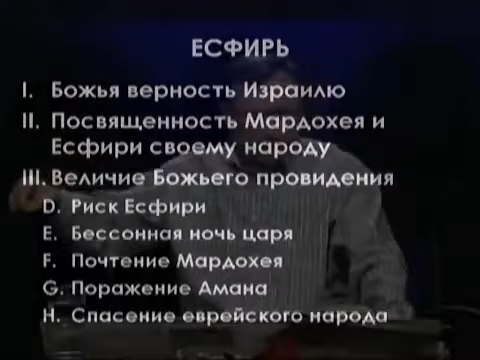 ЕСФИРЬ
I. Божья верность Израилю
II. Посвященность Мардохея и
Есфири своему народу
III. Величие Божьего провидения
D. Риск Есфири
E. Бессонная ночь царя
F. Почтение Мардохея
G. Поражение Амана
H. Спасение еврейского народа